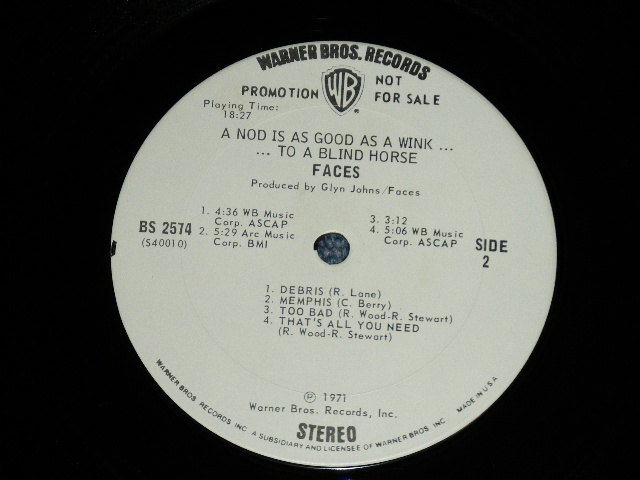 WARNER BROS. RECORDS
PROMOTION NOT FOR SALE
WB
®
Playing Time:
18:27
A NOD IS AS GOOD AS A WINK ...
... TO A BLIND HORSE
FACES
Produced by Glyn Johns/Faces
BS 2574
(S40010)
1. 4:36 WB Music
Corp. ASCAP
2. 5:29 Arc Music
Corp. BMI
3. 3:12
4. 5:06 WB Music
Corp. ASCAP
SIDE
2
1. DEBRIS (R. Lane)
2. MEMPHIS (C. Berry)
3. TOO BAD (R. Wood-R. Stewart)
4. THAT'S ALL YOU NEED
(R. Wood-R. Stewart)
℗ 1971
Warner Bros. Records, Inc.
STEREO
WARNER BROS. RECORDS INC. A SUBSIDIARY AND LICENSEE OF WARNER BROS. INC. MADE IN U.S.A.